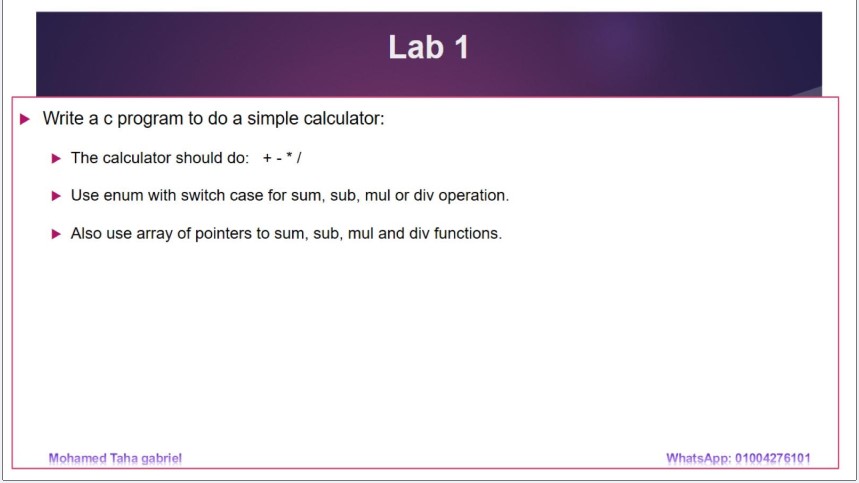 Lab 1
Write a c program to do a simple calculator:
The calculator should do: + - * /
Use enum with switch case for sum, sub, mul or div operation.
Also use array of pointers to sum, sub, mul and div functions.
Mohamed Taha gabriel
WhatsApp: 01004276101